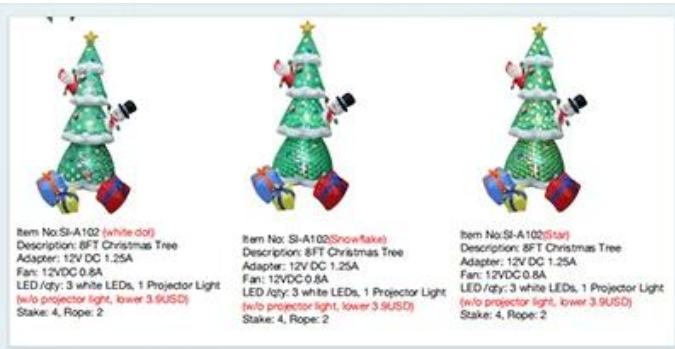 Item No:SI-A102 (white dot)
Description: 8FT Christmas Tree
Adapter: 12V DC 1.25A
Fan: 12VDC 0.8A
LED /qty: 3 white LEDs, 1 Projector Light
(w/o projector light, lower 3.9USD)
Stake: 4, Rope: 2
Item No: SI-A102(Snowflake)
Description: 8FT Christmas Tree
Adapter: 12V DC 1.25A
Fan: 12VDC 0.8A
LED /qty: 3 white LEDs, 1 Projector Light
(w/o projector light, lower 3.9USD)
Stake: 4, Rope: 2
Item No:SI-A102(Star)
Description: 8FT Christmas Tree
Adapter: 12V DC 1.25A
Fan: 12VDC 0.8A
LED /qty: 3 white LEDs, 1 Projector Light
(w/o projector light, lower 3.9USD)
Stake: 4, Rope: 2